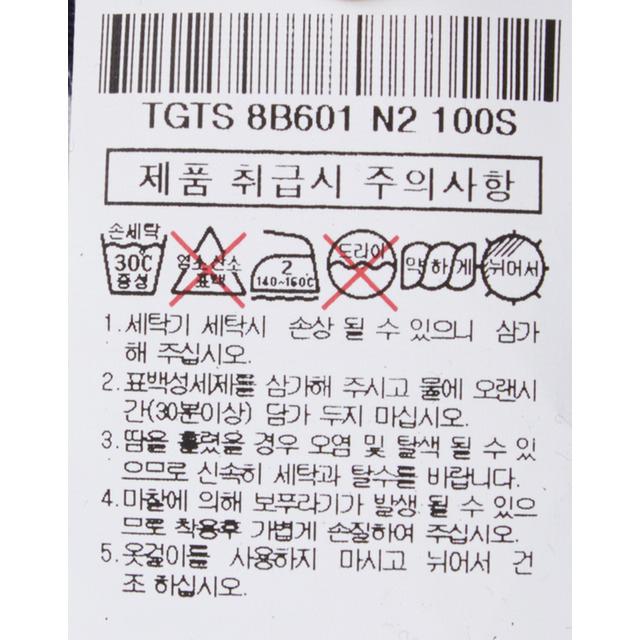 TGTS 8B601 N2 100S
제품 취급시 주의사항
손세탁
30℃
중성
염소 산소
표백
2
140~160℃
드라이
약하게
뉘어서
1. 세탁기 세탁시 손상 될 수 있으니 삼가
해 주십시오.
2. 표백성세제를 삼가해 주시고 물에 오랜시
간(30분이상) 담가 두지 마십시오.
3. 땀을 흘렸을 경우 오염 및 탈색 될 수 있
으므로 신속히 세탁과 탈수를 바랍니다.
4. 마찰에 의해 보푸라기가 발생 될 수 있으
므로 착용후 가볍게 손질하여 주십시오.
5. 옷걸이를 사용하지 마시고 뉘어서 건
조 하십시오.